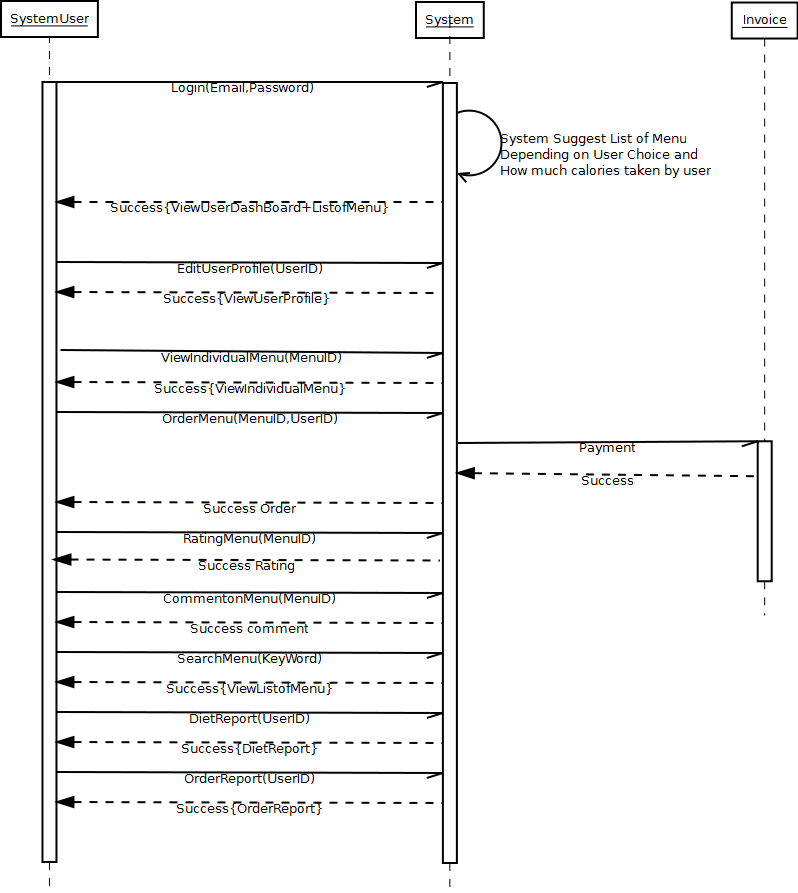 SystemUser
System
Invoice
Login(Email,Password)
System Suggest List of Menu
Depending on User Choice and
How much calories taken by user
Success{ViewUserDashBoard+ListofMenu}
EditUserProfile(UserID)
Success{ViewUserProfile}
ViewIndividualMenu(MenuID)
Success{ViewIndividualMenu}
OrderMenu(MenuID,UserID)
Payment
Success
Success Order
RatingMenu(MenuID)
Success Rating
CommentonMenu(MenuID)
Success comment
SearchMenu(KeyWord)
Success{ViewListofMenu}
DietReport(UserID)
Success{DietReport}
OrderReport(UserID)
Success{OrderReport}